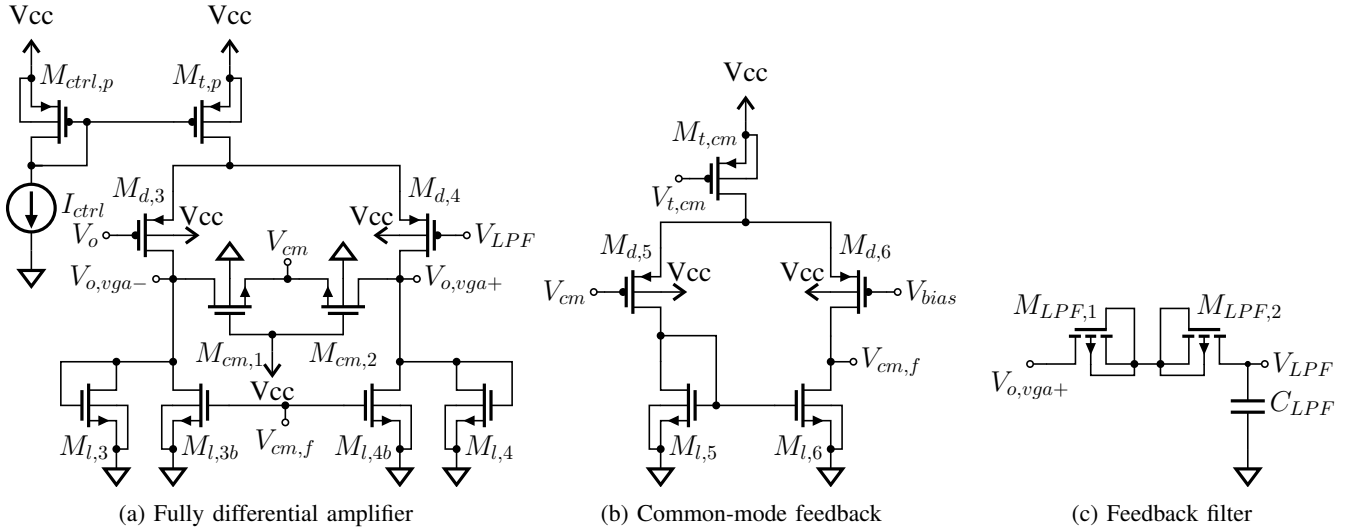 Vcc
Vcc
M_{ctrl,p}
M_{t,p}
I_{ctrl}
M_{d,3}
M_{d,4}
Vcc
Vcc
V_o
V_{LPF}
V_{cm}
V_{o,vga-}
V_{o,vga+}
M_{cm,1}
M_{cm,2}
Vcc
V_{cm,f}
M_{l,3}
M_{l,3b}
M_{l,4b}
M_{l,4}
(a) Fully differential amplifier
Vcc
M_{t,cm}
V_{t,cm}
M_{d,5}
M_{d,6}
Vcc
Vcc
V_{cm}
V_{bias}
V_{cm,f}
M_{l,5}
M_{l,6}
(b) Common-mode feedback
M_{LPF,1}
M_{LPF,2}
V_{o,vga+}
V_{LPF}
C_{LPF}
(c) Feedback filter